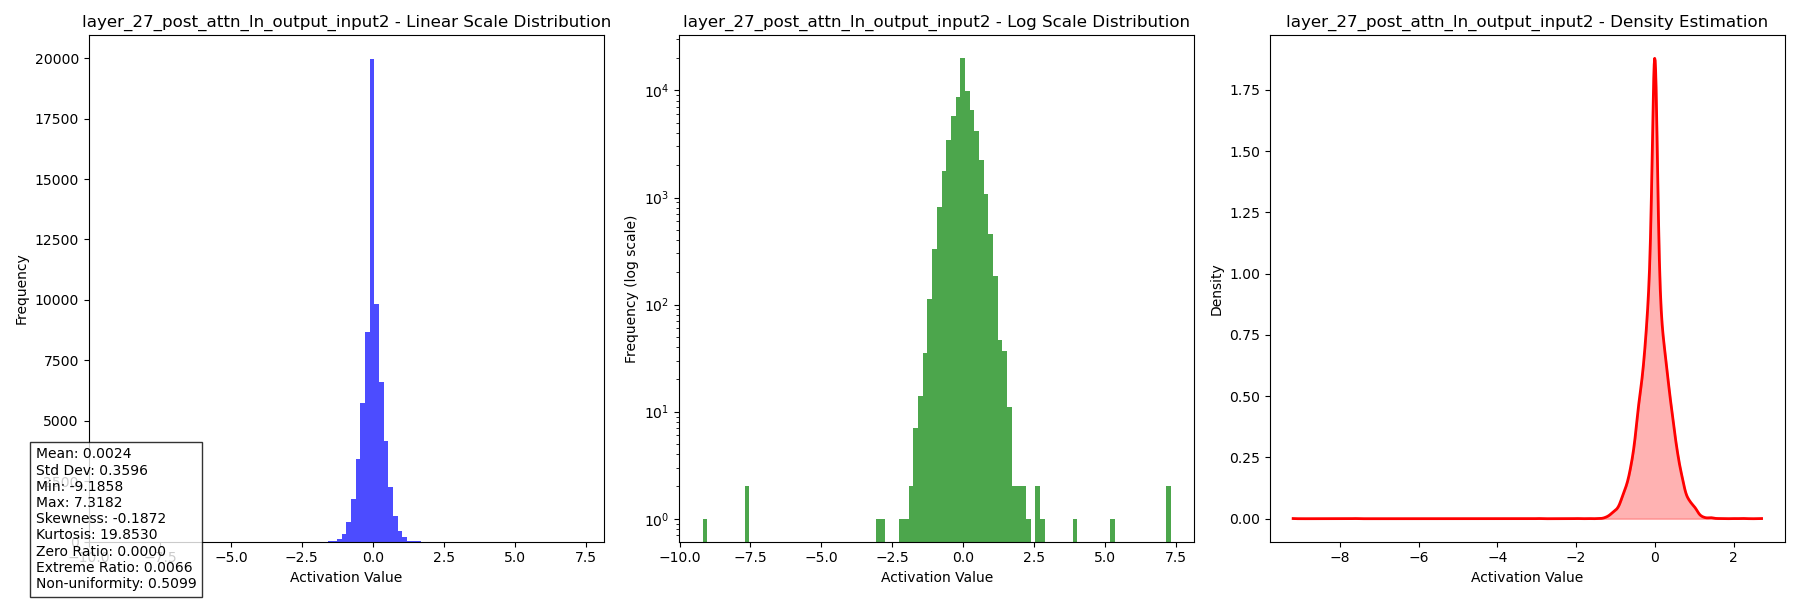 layer_27_post_attn_ln_output_input2 - Linear Scale Distribution
layer_27_post_attn_ln_output_input2 - Log Scale Distribution
layer_27_post_attn_ln_output_input2 - Density Estimation
Frequency
20000
17500
15000
12500
10000
7500
5000
2500
0
Mean: 0.0024
Std Dev: 0.3596
Min: -9.1858
Max: 7.3182
Skewness: -0.1872
Kurtosis: 19.8530
Zero Ratio: 0.0000
Extreme Ratio: 0.0066
Non-uniformity: 0.5099
−10.0 −7.5 −5.0 −2.5 0.0 2.5 5.0 7.5
Activation Value
Frequency (log scale)
10⁴
10³
10²
10¹
10⁰
−10.0 −7.5 −5.0 −2.5 0.0 2.5 5.0 7.5
Activation Value
Density
1.75
1.50
1.25
1.00
0.75
0.50
0.25
0.00
−8 −6 −4 −2 0 2
Activation Value